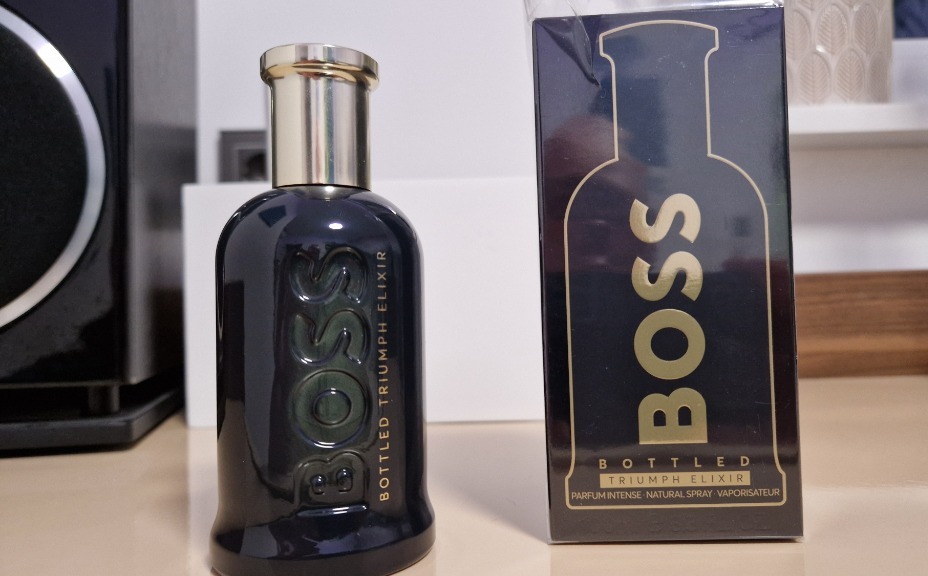 BOSS
BOTTLED TRIUMPH ELIXIR
BOSS
BOTTLED
TRIUMPH ELIXIR
PARFUM INTENSE · NATURAL SPRAY · VAPORISATEUR